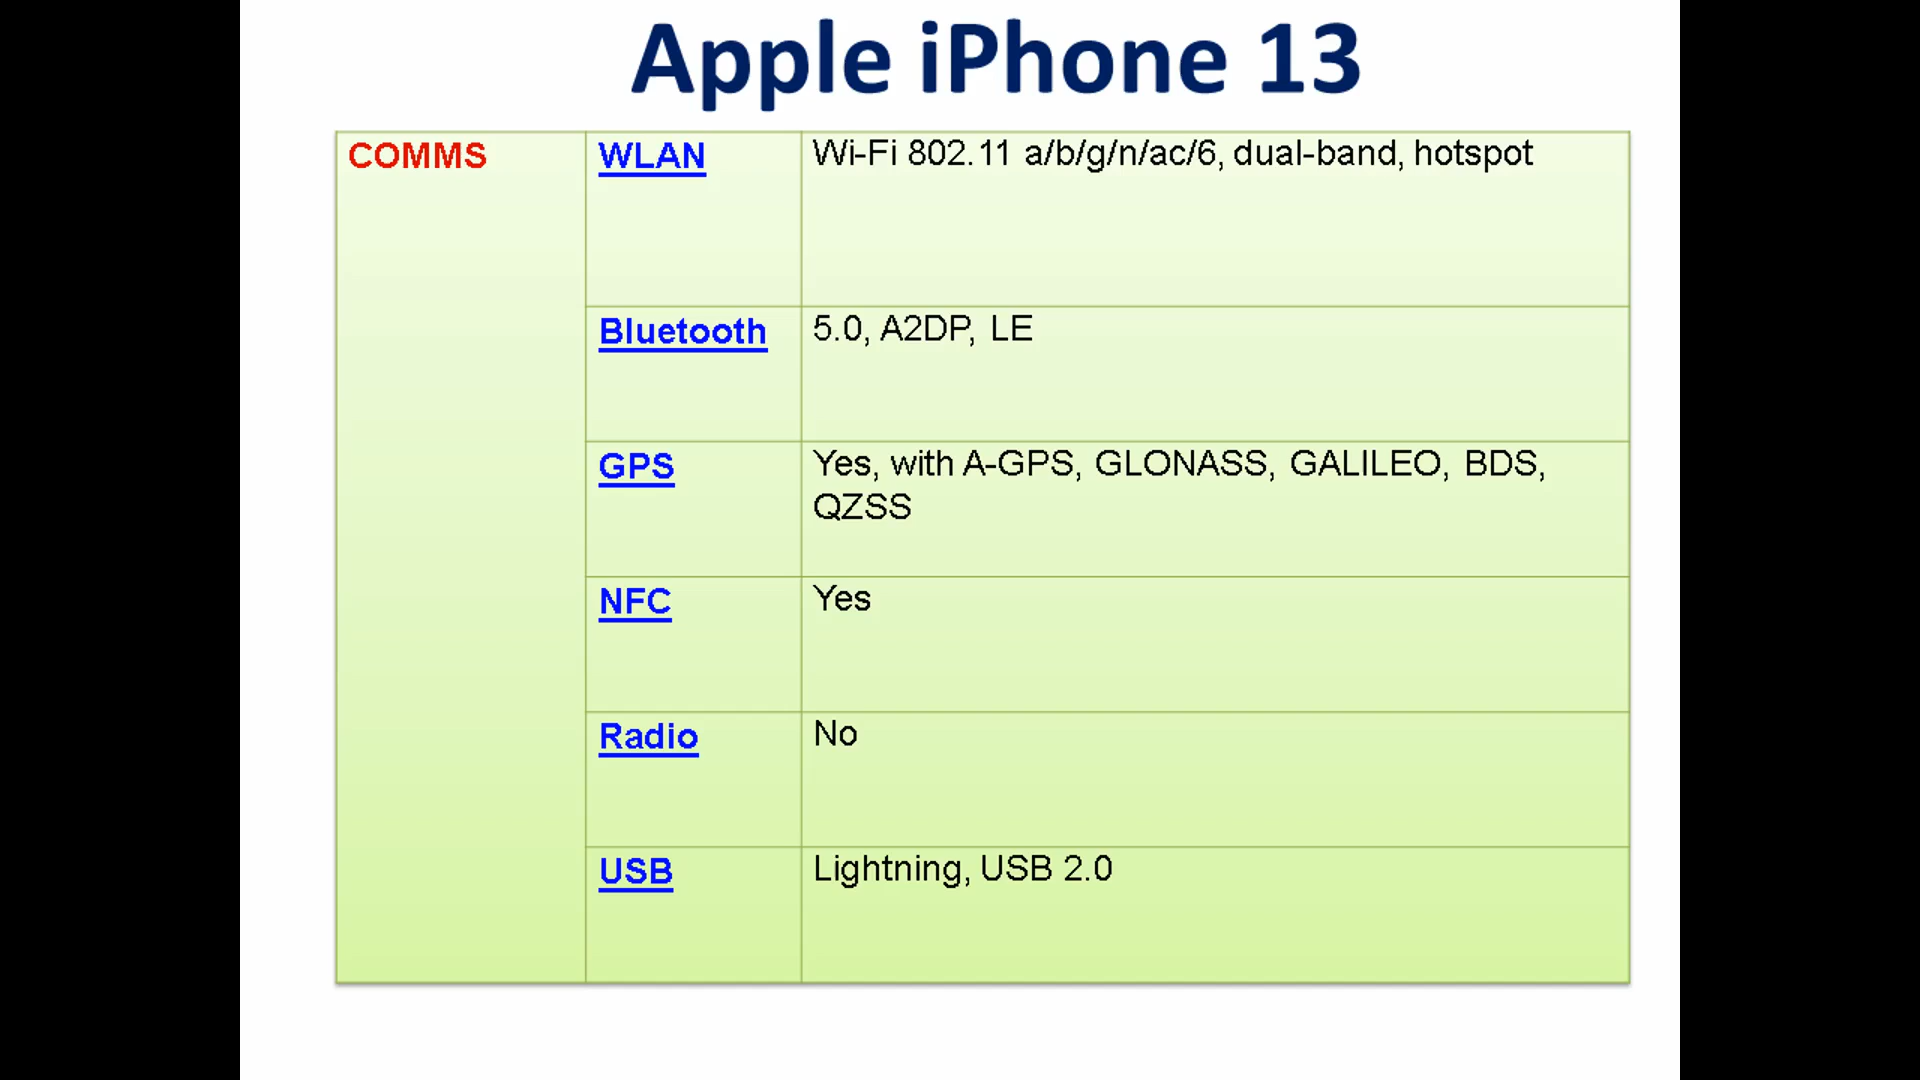 Apple iPhone 13
COMMS
WLAN
Wi-Fi 802.11 a/b/g/n/ac/6, dual-band, hotspot
Bluetooth
5.0, A2DP, LE
GPS
Yes, with A-GPS, GLONASS, GALILEO, BDS,
QZSS
NFC
Yes
Radio
No
USB
Lightning, USB 2.0